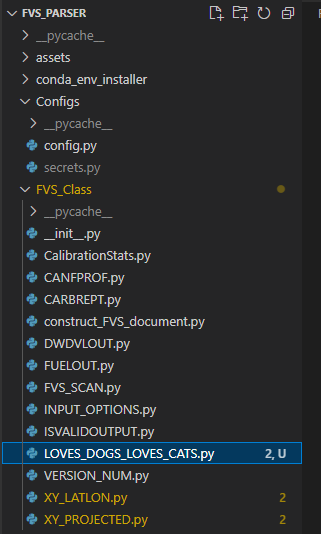 FVS_PARSER
__pycache__
assets
conda_env_installer
Configs
__pycache__
config.py
secrets.py
FVS_Class
__pycache__
__init__.py
CalibrationStats.py
CANFPROF.py
CARBREPT.py
construct_FVS_document.py
DWDVLOUT.py
FUELOUT.py
FVS_SCAN.py
INPUT_OPTIONS.py
ISVALIDOUTPUT.py
LOVES_DOGS_LOVES_CATS.py 2, U
VERSION_NUM.py
XY_LATLON.py 2
XY_PROJECTED.py 2